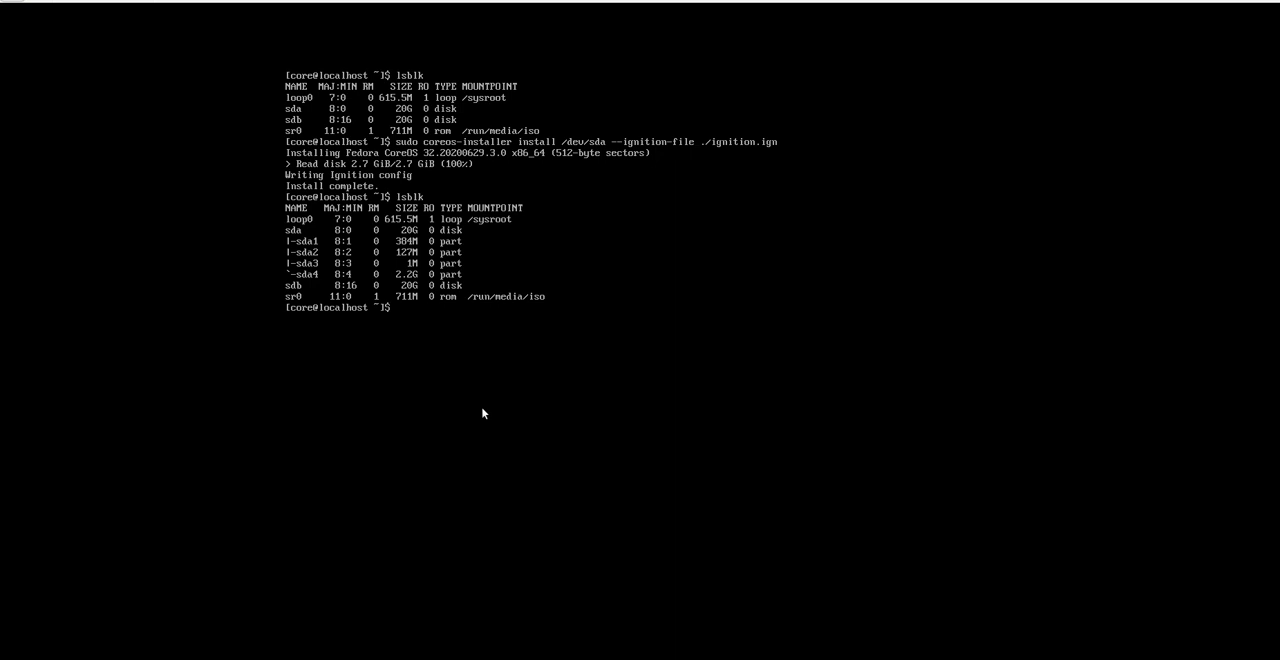 [core@localhost ~]$ lsblk
NAME  MAJ:MIN RM   SIZE RO TYPE MOUNTPOINT
loop0   7:0    0 615.5M  1 loop /sysroot
sda     8:0    0    20G  0 disk
sdb     8:16   0    20G  0 disk
sr0    11:0    1   711M  0 rom  /run/media/iso
[core@localhost ~]$ sudo coreos-installer install /dev/sda --ignition-file ./ignition.ign
Installing Fedora CoreOS 32.20200629.3.0 x86_64 (512-byte sectors)
> Read disk 2.7 GiB/2.7 GiB (100%)
Writing Ignition config
Install complete.
[core@localhost ~]$ lsblk
NAME   MAJ:MIN RM   SIZE RO TYPE MOUNTPOINT
loop0    7:0    0 615.5M  1 loop /sysroot
sda      8:0    0    20G  0 disk
|-sda1   8:1    0   384M  0 part
|-sda2   8:2    0   127M  0 part
|-sda3   8:3    0     1M  0 part
`-sda4   8:4    0   2.2G  0 part
sdb      8:16   0    20G  0 disk
sr0     11:0    1   711M  0 rom  /run/media/iso
[core@localhost ~]$